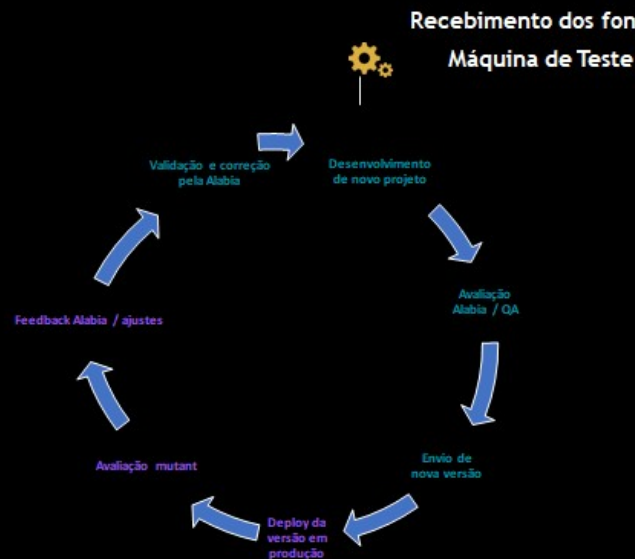 Recebimento dos fon
Máquina de Teste
Validação e correção
pela Alabia
Desenvolvimento
de novo projeto
Avaliação
Alabia / QA
Feedback Alabia / ajustes
Envio de
nova versão
Avaliação mutant
Deploy da
versão em
produção